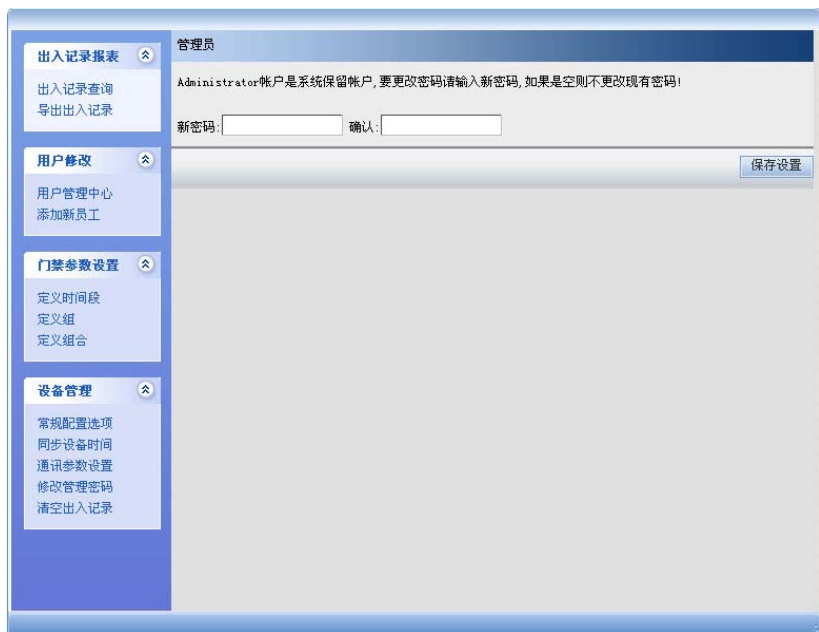 出入记录报表
出入记录查询
导出出入记录
用户修改
用户管理中心
添加新员工
门禁参数设置
定义时间段
定义组
定义组合
设备管理
常规配置选项
同步设备时间
通讯参数设置
修改管理密码
清空出入记录
管理员
Administrator帐户是系统保留帐户,要更改密码请输入新密码,如果是空则不更改现有密码!
新密码: 确认:
保存设置